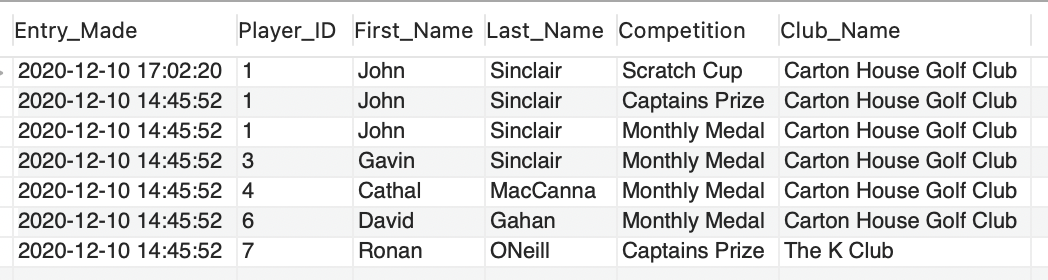 Entry_Made Player_ID First_Name Last_Name Competition Club_Name
2020-12-10 17:02:20 1 John Sinclair Scratch Cup Carton House Golf Club
2020-12-10 14:45:52 1 John Sinclair Captains Prize Carton House Golf Club
2020-12-10 14:45:52 1 John Sinclair Monthly Medal Carton House Golf Club
2020-12-10 14:45:52 3 Gavin Sinclair Monthly Medal Carton House Golf Club
2020-12-10 14:45:52 4 Cathal MacCanna Monthly Medal Carton House Golf Club
2020-12-10 14:45:52 6 David Gahan Monthly Medal Carton House Golf Club
2020-12-10 14:45:52 7 Ronan ONeill Captains Prize The K Club